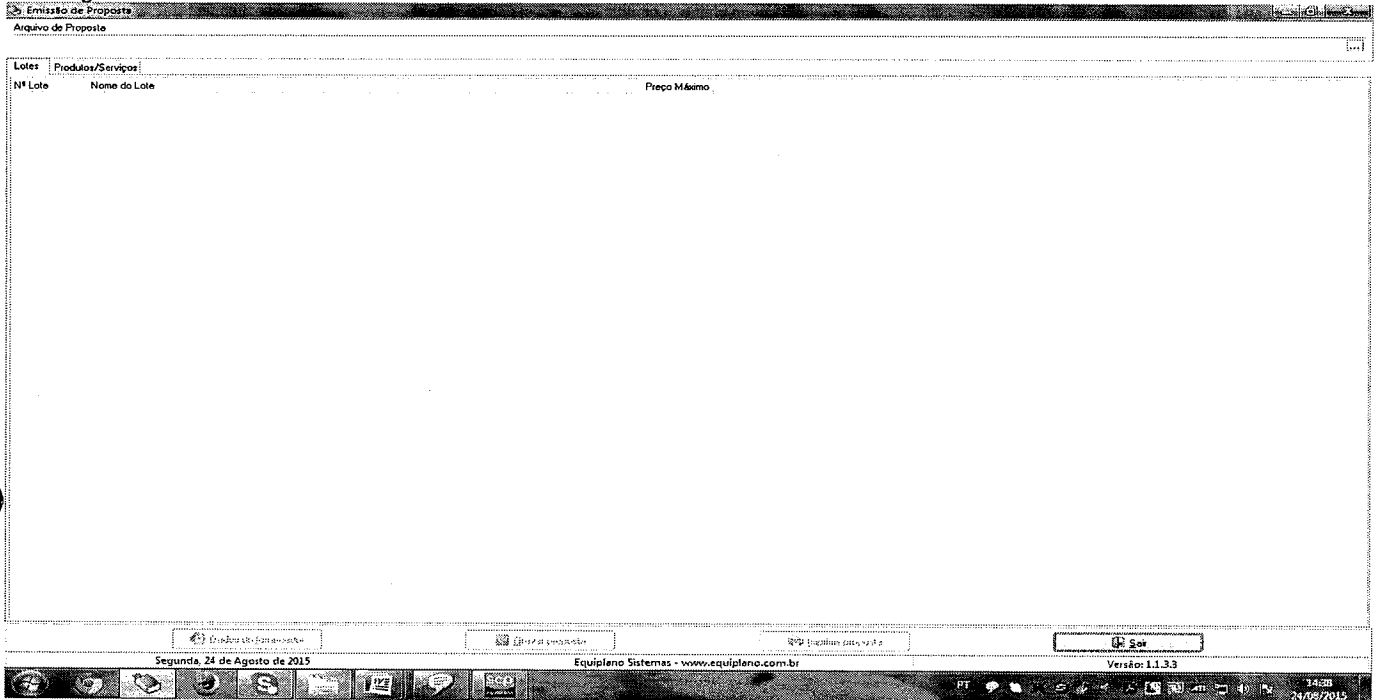 Emissão de Proposta
Arquivo de Proposta
...
Lotes Produtos/Serviços
Nº Lote Nome do Lote Preço Máximo
Sair
Segunda, 24 de Agosto de 2015 Equiplano Sistemas - www.equiplano.com.br Versão: 1.1.3.3
PT 14:38
24/08/2015